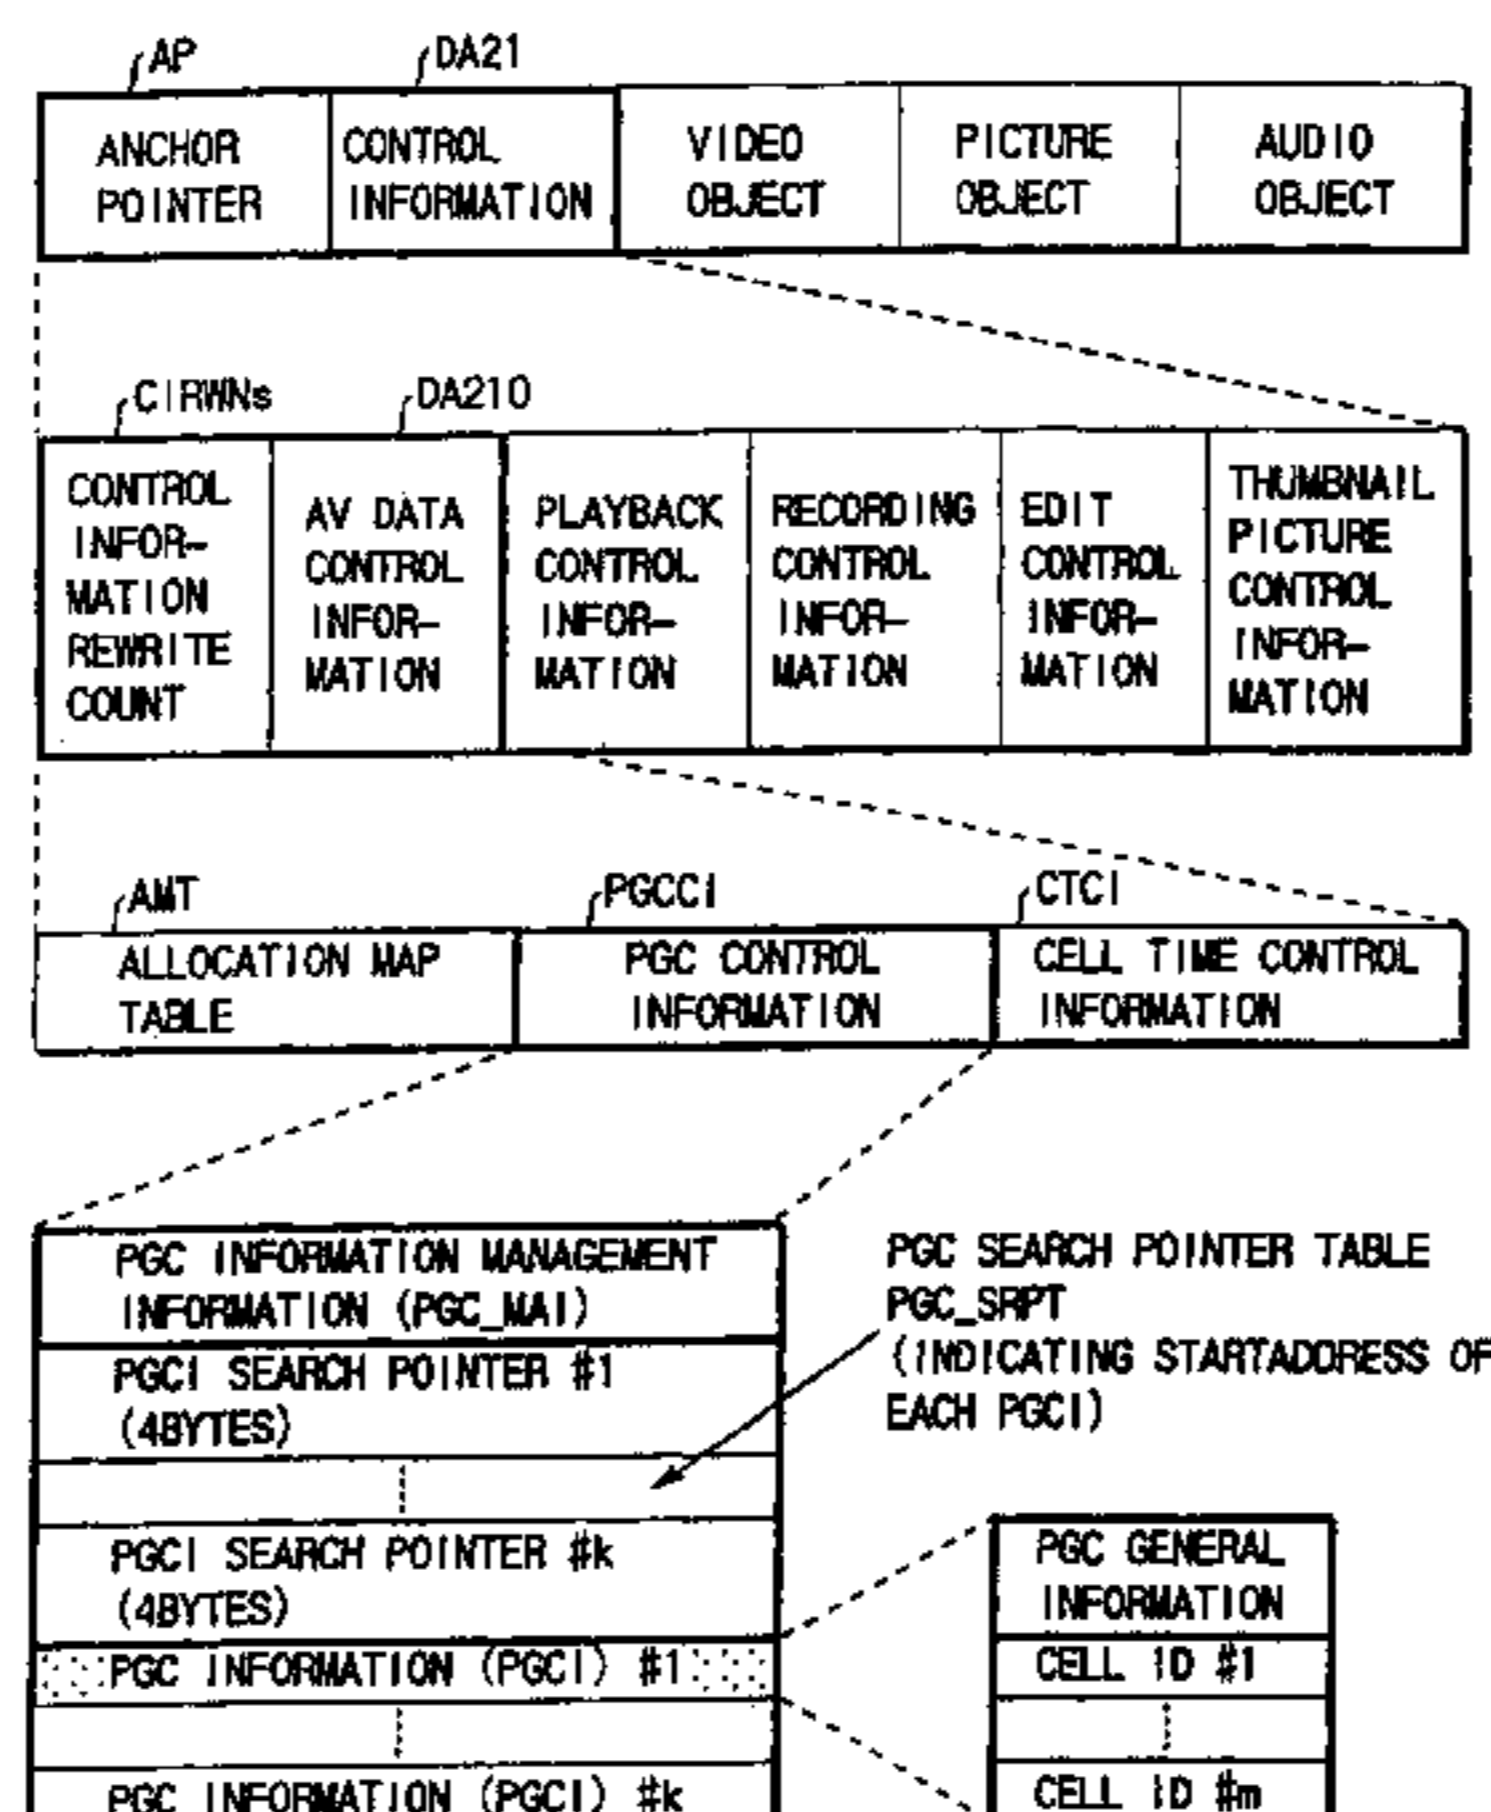 AP
DA21
ANCHOR
POINTER
CONTROL
INFORMATION
VIDEO
OBJECT
PICTURE
OBJECT
AUDIO
OBJECT
CIRWNs
DA210
CONTROL
INFOR-
MATION
REWRITE
COUNT
AV DATA
CONTROL
INFOR-
MATION
PLAYBACK
CONTROL
INFOR-
MATION
RECORDING
CONTROL
INFOR-
MATION
EDIT
CONTROL
INFOR-
MATION
THUMBNAIL
PICTURE
CONTROL
INFOR-
MATION
AMT
PGCCI
CTCI
ALLOCATION MAP
TABLE
PGC CONTROL
INFORMATION
CELL TIME CONTROL
INFORMATION
PGC INFORMATION MANAGEMENT
INFORMATION (PGC_MAI)
PGCI SEARCH POINTER #1
(4BYTES)
PGCI SEARCH POINTER #k
(4BYTES)
PGC INFORMATION (PGCI) #1
PGC INFORMATION (PGCI) #k
PGC SEARCH POINTER TABLE
PGC_SRPT
(INDICATING STARTADDRESS OF
EACH PGCI)
PGC GENERAL
INFORMATION
CELL ID #1
CELL ID #m